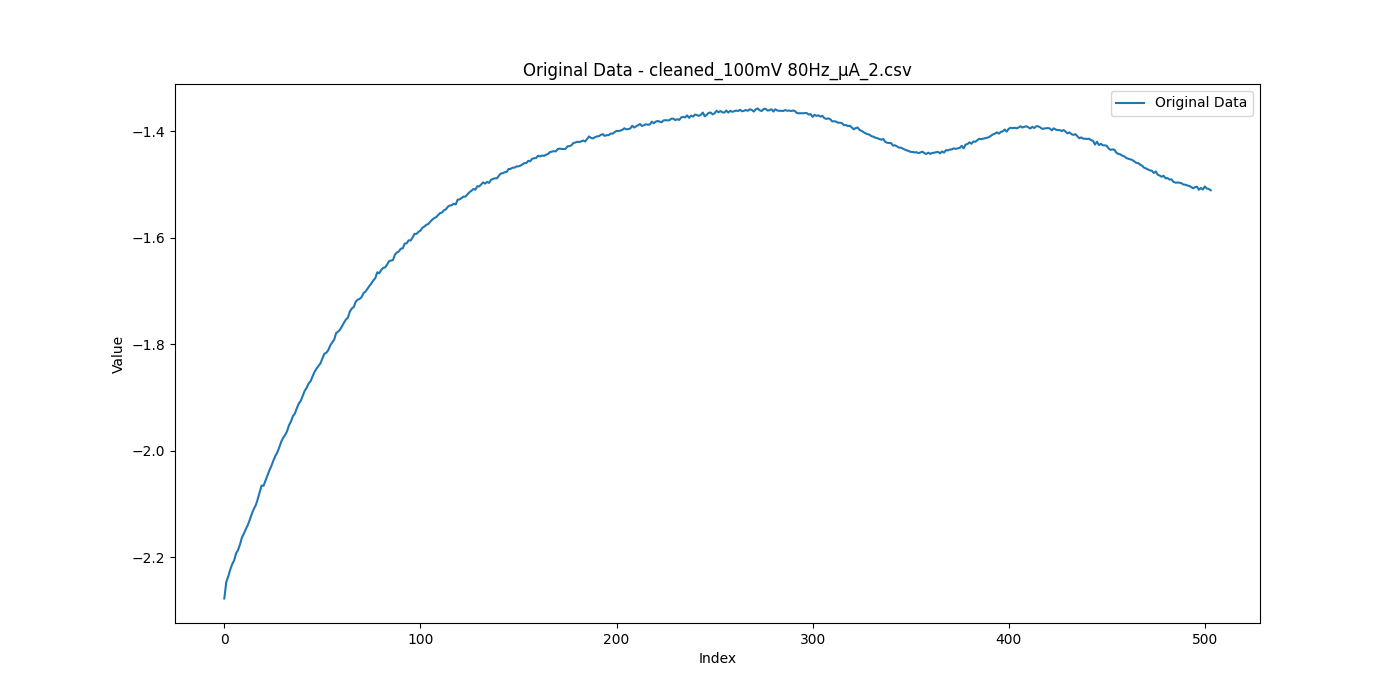 Original Data - cleaned_100mV 80Hz_μA_2.csv
Original Data
−1.4
−1.6
−1.8
−2.0
−2.2
Value
0 100 200 300 400 500
Index